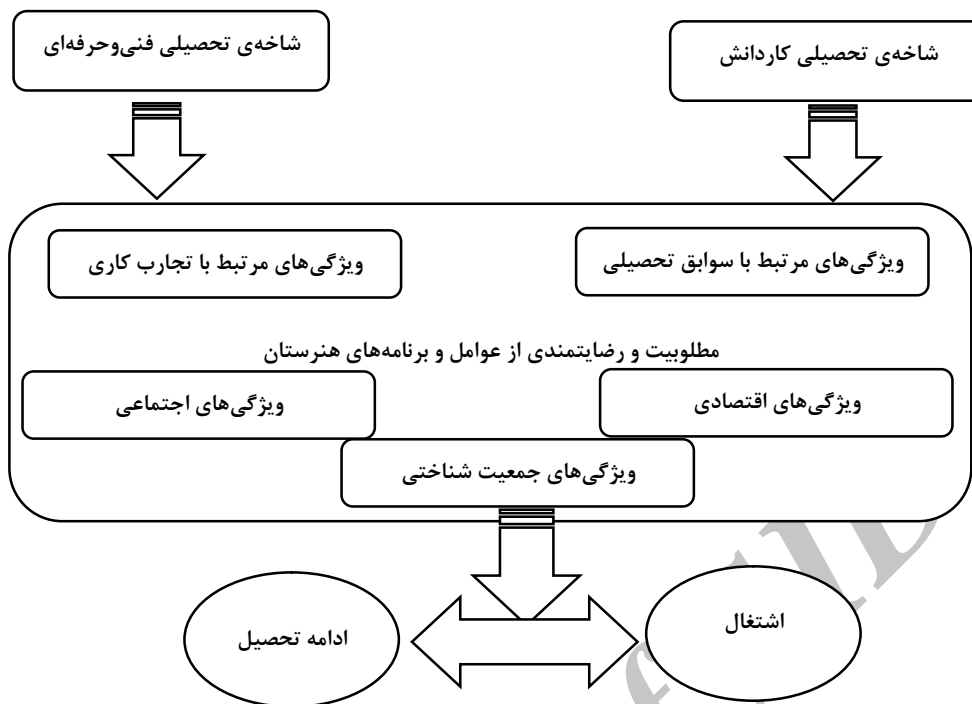 شاخه‌ی تحصیلی کاردانش
شاخه‌ی تحصیلی فنی‌وحرفه‌ای
ویژگی‌های مرتبط با سوابق تحصیلی
ویژگی‌های مرتبط با تجارب کاری
مطلوبیت و رضایتمندی از عوامل و برنامه‌های هنرستان
ویژگی‌های اقتصادی
ویژگی‌های اجتماعی
ویژگی‌های جمعیت شناختی
اشتغال
ادامه تحصیل